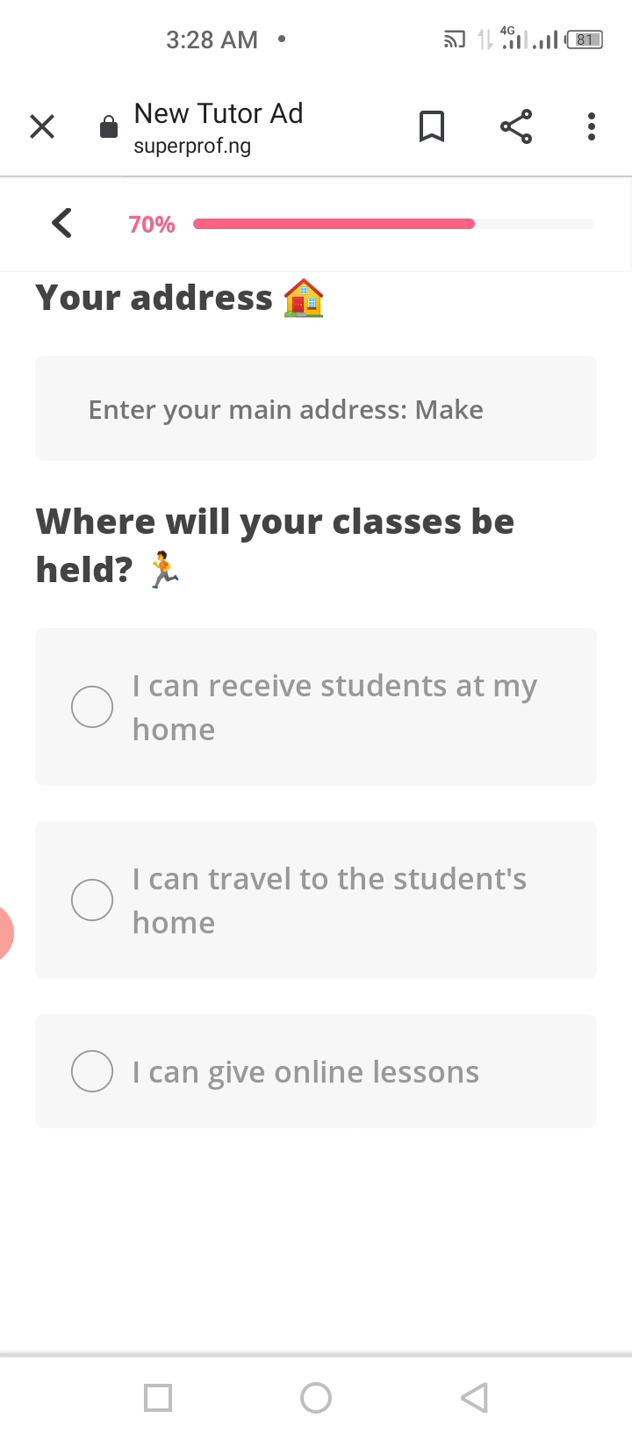 3:28 AM •
4G
81
New Tutor Ad
superprof.ng
70%
Your address 🏠
Enter your main address: Make
Where will your classes be
held? 🏃
I can receive students at my
home
I can travel to the student's
home
I can give online lessons